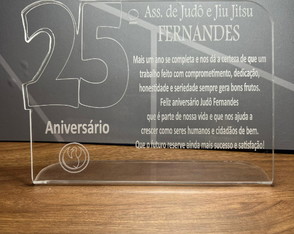 25
Ass. de Judô e Jiu Jitsu
FERNANDES
Mais um ano se completa e nos da a certeza de que um
trabalho feito com comprometimento, dedicação,
honestidade e seriedade sempre gera bons frutos.
Feliz aniversário Judô Fernandes
que é parte de nossa vida e que nos ajuda a
crescer como seres humanos e cidadãos de bem.
Que o futuro reserve ainda mais sucesso e satisfação!
Aniversário